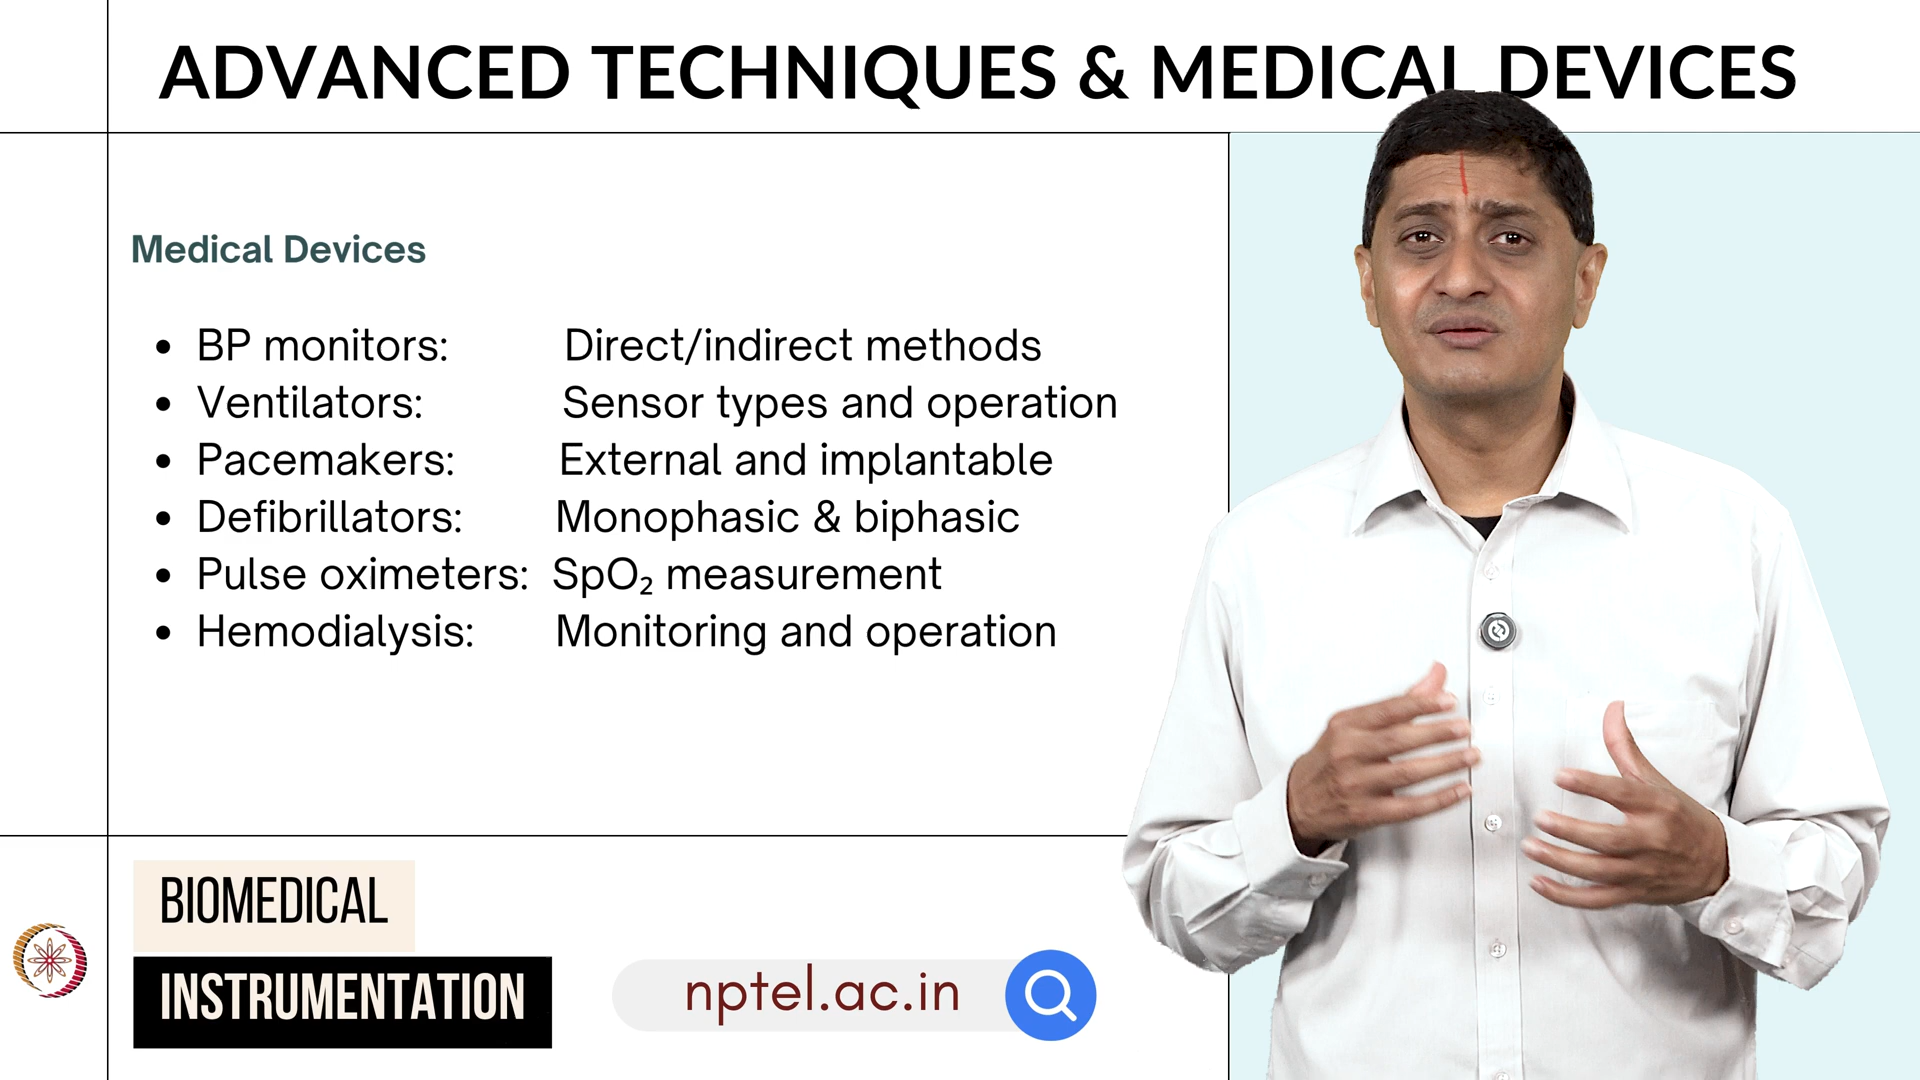 ADVANCED TECHNIQUES & MEDICAL DEVICES
Medical Devices
• BP monitors: Direct/indirect methods
• Ventilators: Sensor types and operation
• Pacemakers: External and implantable
• Defibrillators: Monophasic & biphasic
• Pulse oximeters: SpO₂ measurement
• Hemodialysis: Monitoring and operation
BIOMEDICAL
INSTRUMENTATION
nptel.ac.in